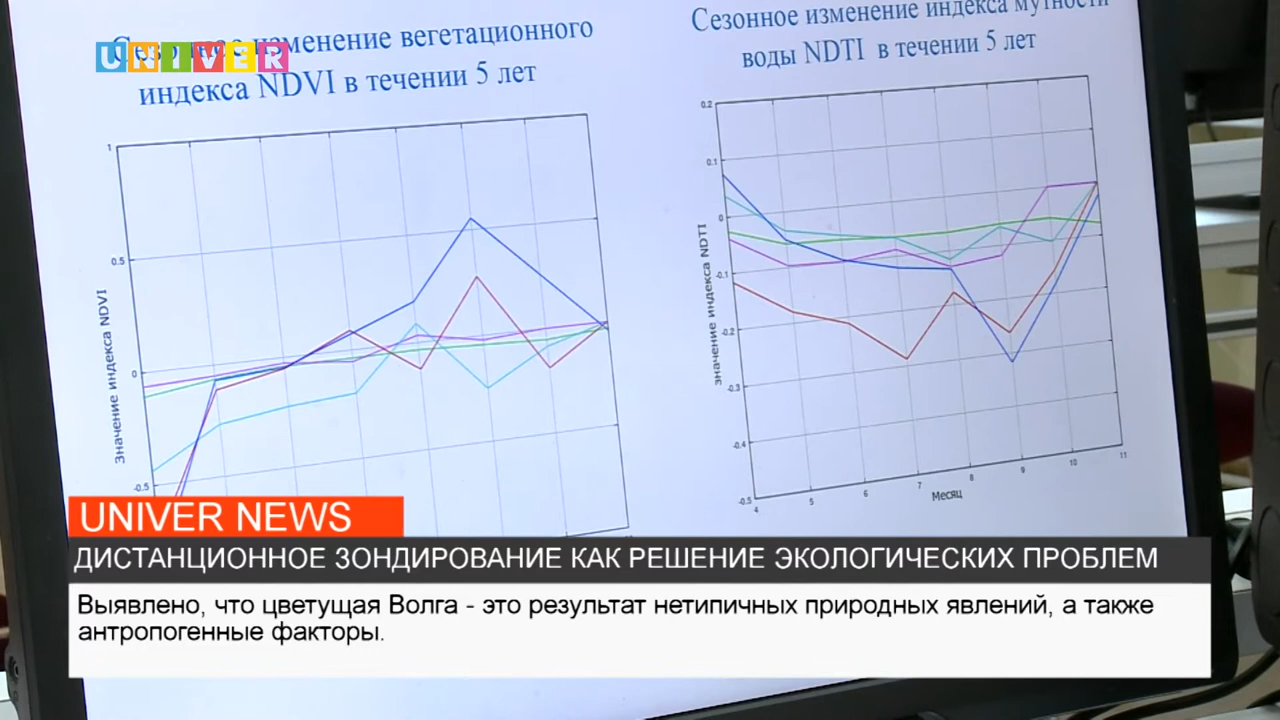 UNIVER
Сезонное изменение вегетационного
индекса NDVI в течении 5 лет
Сезонное изменение индекса мутности
воды NDTI в течении 5 лет
1
0.5
0
-0.5
Значение индекса NDVI
0.2
0.1
0
-0.1
-0.2
-0.3
-0.4
-0.5
значение индекса NDTI
4
5
6
7
8
9
10
11
Месяц
UNIVER NEWS
ДИСТАНЦИОННОЕ ЗОНДИРОВАНИЕ КАК РЕШЕНИЕ ЭКОЛОГИЧЕСКИХ ПРОБЛЕМ
Выявлено, что цветущая Волга - это результат нетипичных природных явлений, а также
антропогенные факторы.